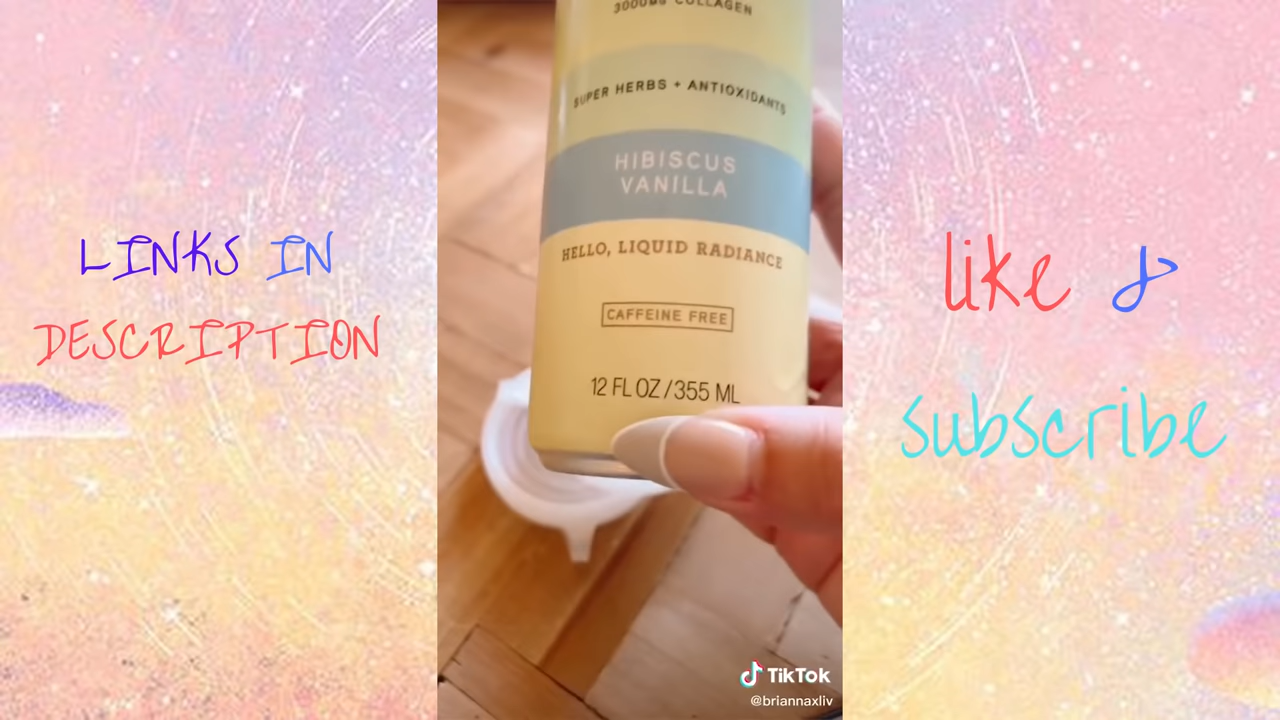 LINKS IN
DESCRIPTION
3000MG COLLAGEN
SUPER HERBS + ANTIOXIDANTS
HIBISCUS
VANILLA
HELLO, LIQUID RADIANCE
CAFFEINE FREE
12 FL OZ/355 ML
TikTok
@briannaxliv
like &
subscribe